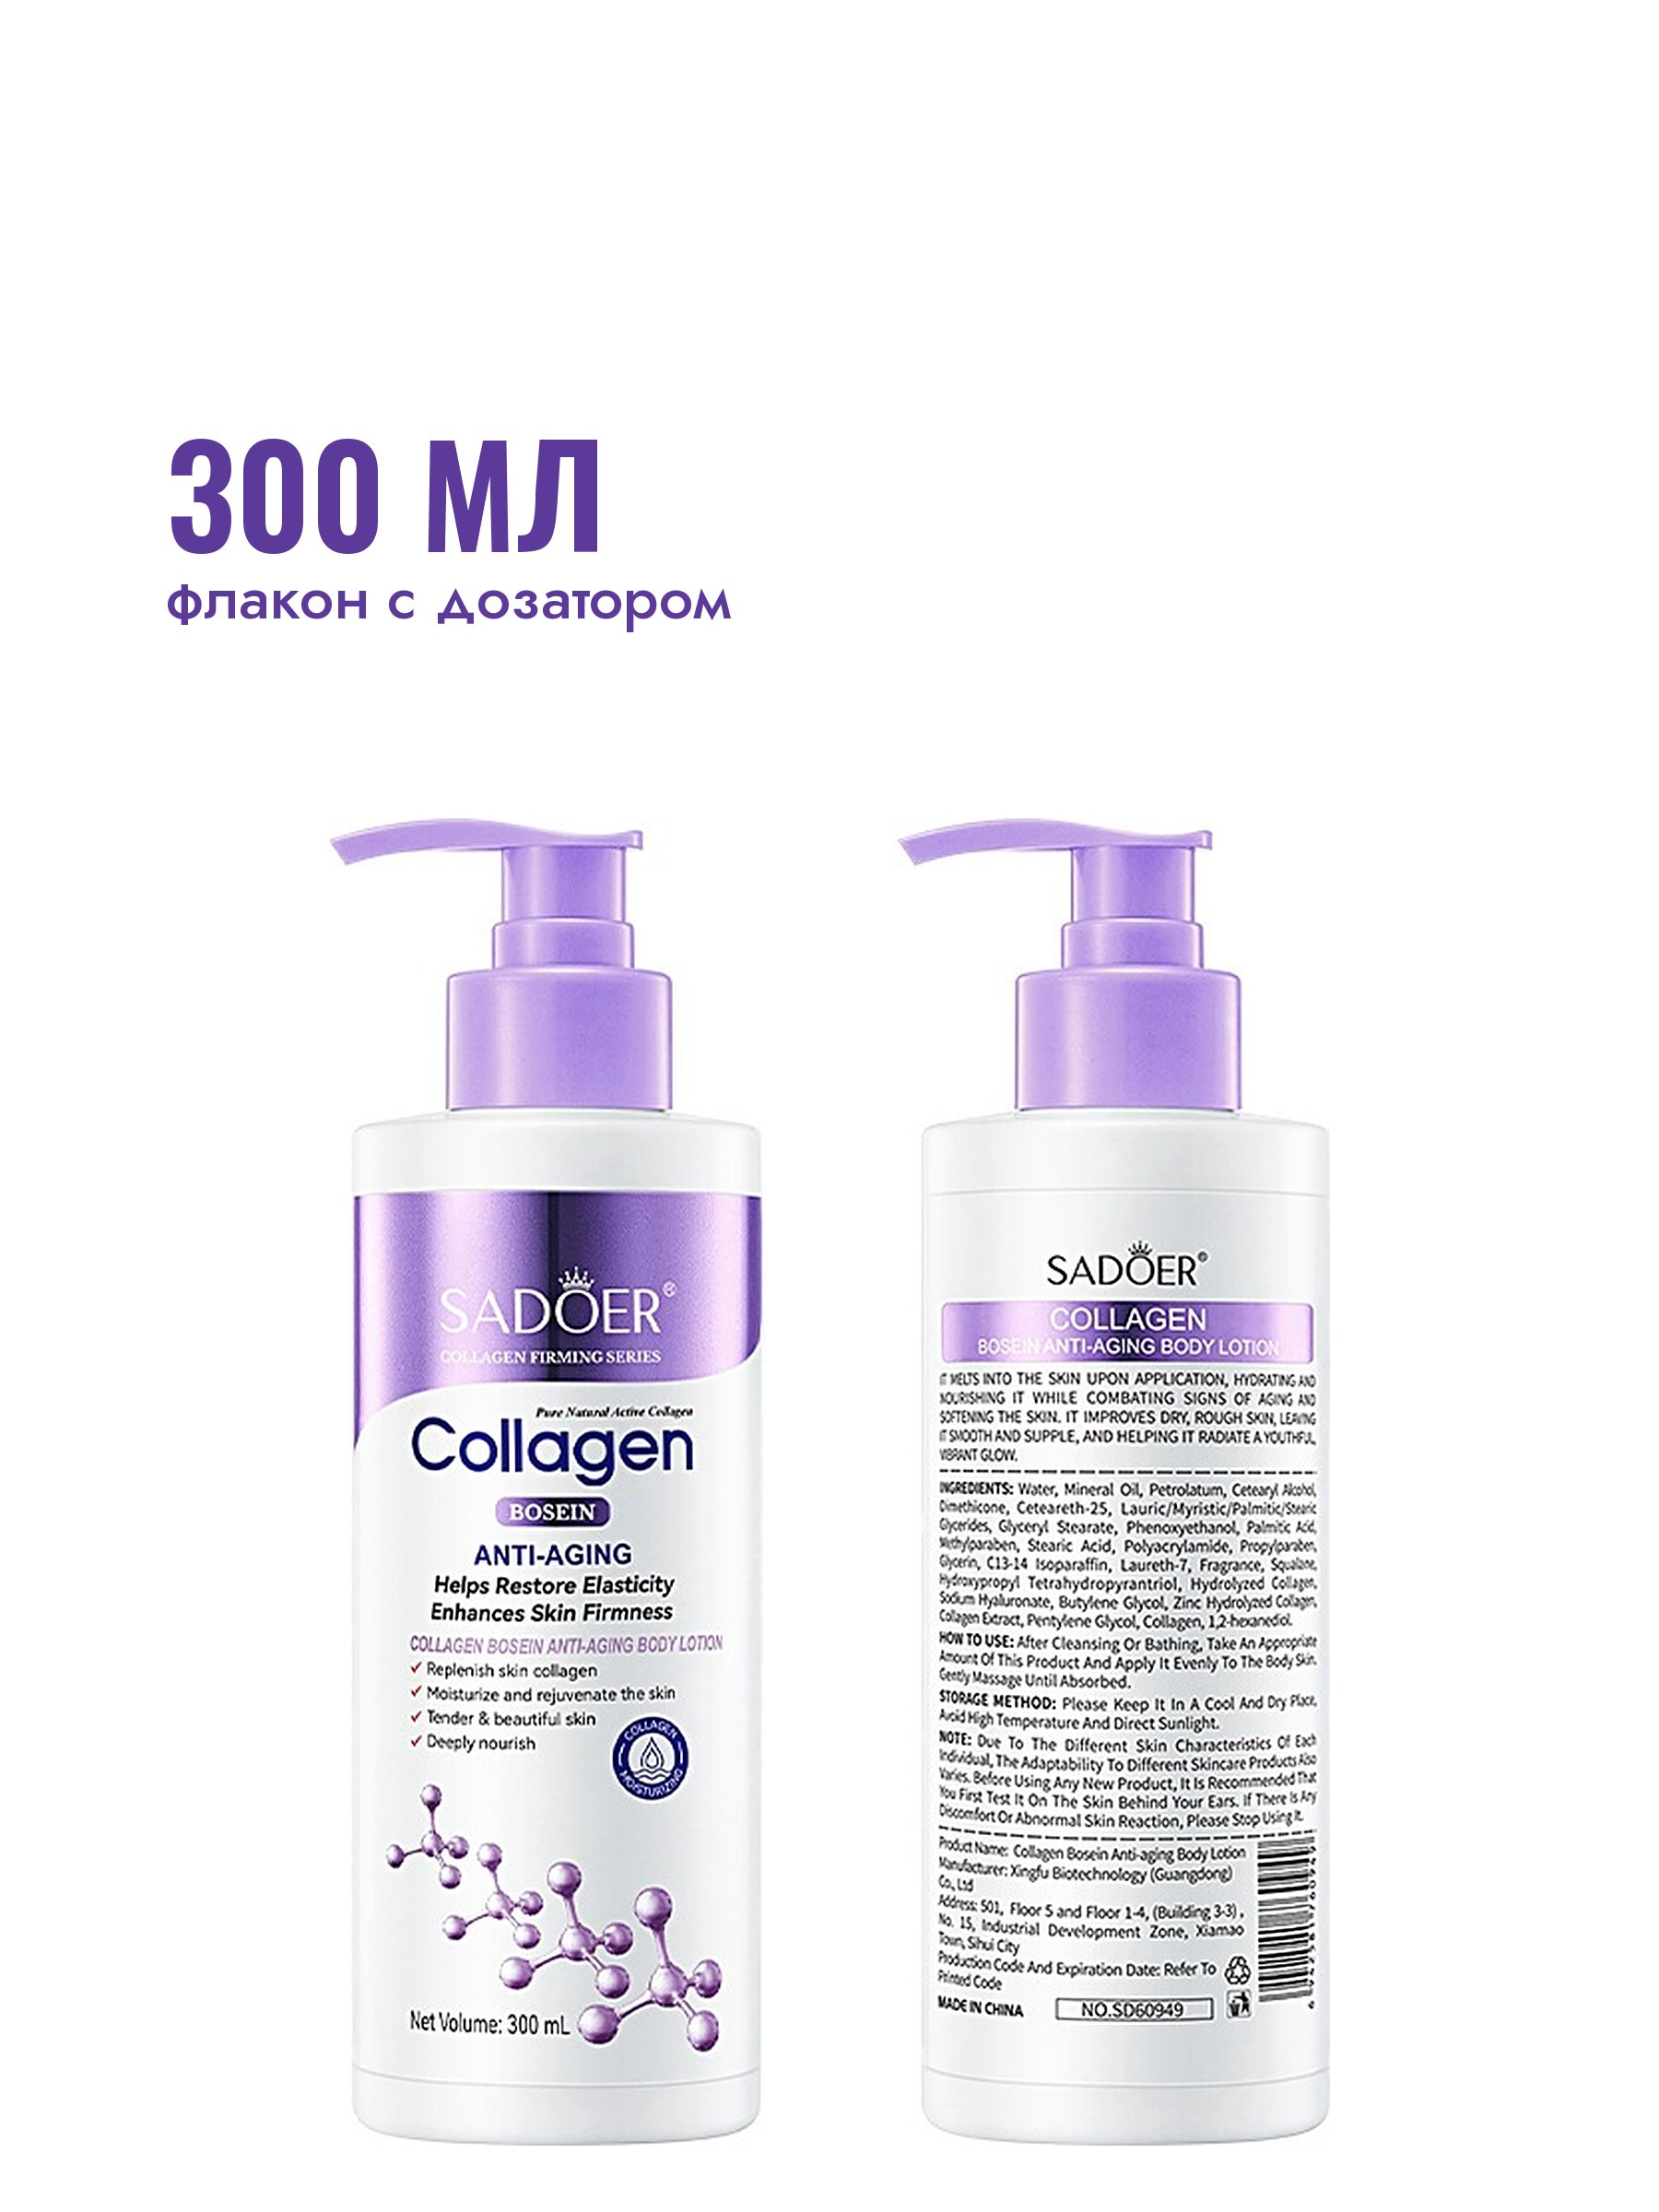 300 МЛ
флакон с дозатором
SADOER®
COLLAGEN FIRMING SERIES
Pure Natural Active Collagen
Collagen
BOSEIN
ANTI-AGING
Helps Restore Elasticity
Enhances Skin Firmness
COLLAGEN BOSEIN ANTI-AGING BODY LOTION
✓ Replenish skin collagen
✓ Moisturize and rejuvenate the skin
✓ Tender & beautiful skin
✓ Deeply nourish
COLLAGEN
MOISTURIZING
Net Volume: 300 mL
SADOER®
COLLAGEN
BOSEIN ANTI-AGING BODY LOTION
IT MELTS INTO THE SKIN UPON APPLICATION, HYDRATING AND
NOURISHING IT WHILE COMBATING SIGNS OF AGING AND
SOFTENING THE SKIN. IT IMPROVES DRY, ROUGH SKIN, LEAVING
IT SMOOTH AND SUPPLE, AND HELPING IT RADIATE A YOUTHFUL,
VIBRANT GLOW.
INGREDIENTS: Water, Mineral Oil, Petrolatum, Cetearyl Alcohol,
Dimethicone, Ceteareth-25, Lauric/Myristic/Palmitic/Stearic
Glycerides, Glyceryl Stearate, Phenoxyethanol, Palmitic Acid,
Methylparaben, Stearic Acid, Polyacrylamide, Propylparaben,
Glycerin, C13-14 Isoparaffin, Laureth-7, Fragrance, Squalane,
Hydroxypropyl Tetrahydropyrantriol, Hydrolyzed Collagen,
Sodium Hyaluronate, Butylene Glycol, Zinc Hydrolyzed Collagen,
Collagen Extract, Pentylene Glycol, Collagen, 1,2-hexanediol.
HOW TO USE: After Cleansing Or Bathing, Take An Appropriate
Amount Of This Product And Apply It Evenly To The Body Skin.
Gently Massage Until Absorbed.
STORAGE METHOD: Please Keep It In A Cool And Dry Place,
Avoid High Temperature And Direct Sunlight.
NOTE: Due To The Different Skin Characteristics Of Each
Individual, The Adaptability To Different Skincare Products Also
Varies. Before Using Any New Product, It Is Recommended That
You First Test It On The Skin Behind Your Ears. If There Is Any
Discomfort Or Abnormal Skin Reaction, Please Stop Using It.
Product Name: Collagen Bosein Anti-aging Body Lotion
Manufacturer: Xingfu Biotechnology (Guangdong)
Co., Ltd
Address: 501, Floor 5 and Floor 1-4, (Building 3-3),
No. 15, Industrial Development Zone, Xiamao
Town, Sihui City
Production Code And Expiration Date: Refer To
Printed Code
MADE IN CHINA
NO.SD60949